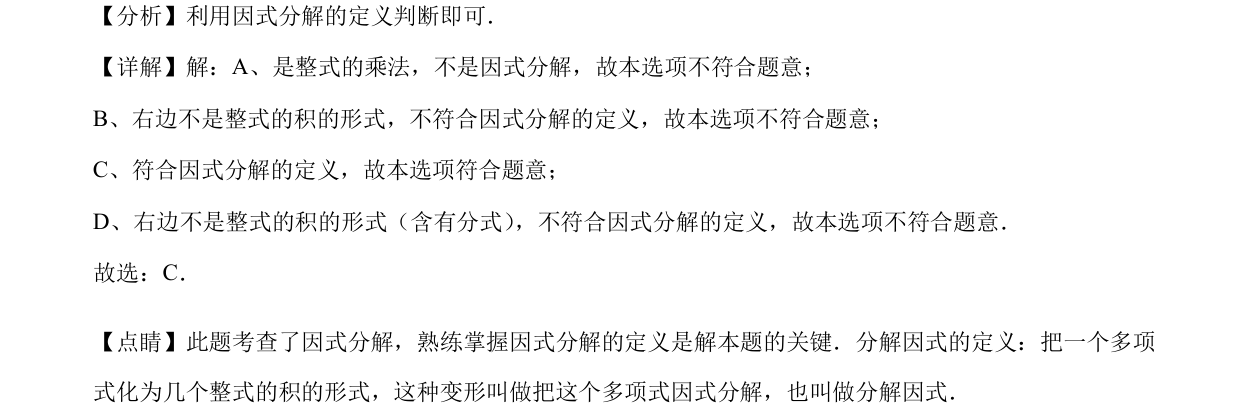 【分析】利用因式分解的定义判断即可．
【详解】解：A、是整式的乘法，不是因式分解，故本选项不符合题意；
B、右边不是整式的积的形式，不符合因式分解的定义，故本选项不符合题意；
C、符合因式分解的定义，故本选项符合题意；
D、右边不是整式的积的形式（含有分式），不符合因式分解的定义，故本选项不符合题意．
故选：C．
【点睛】此题考查了因式分解，熟练掌握因式分解的定义是解本题的关键．分解因式的定义：把一个多项
式化为几个整式的积的形式，这种变形叫做把这个多项式因式分解，也叫做分解因式．